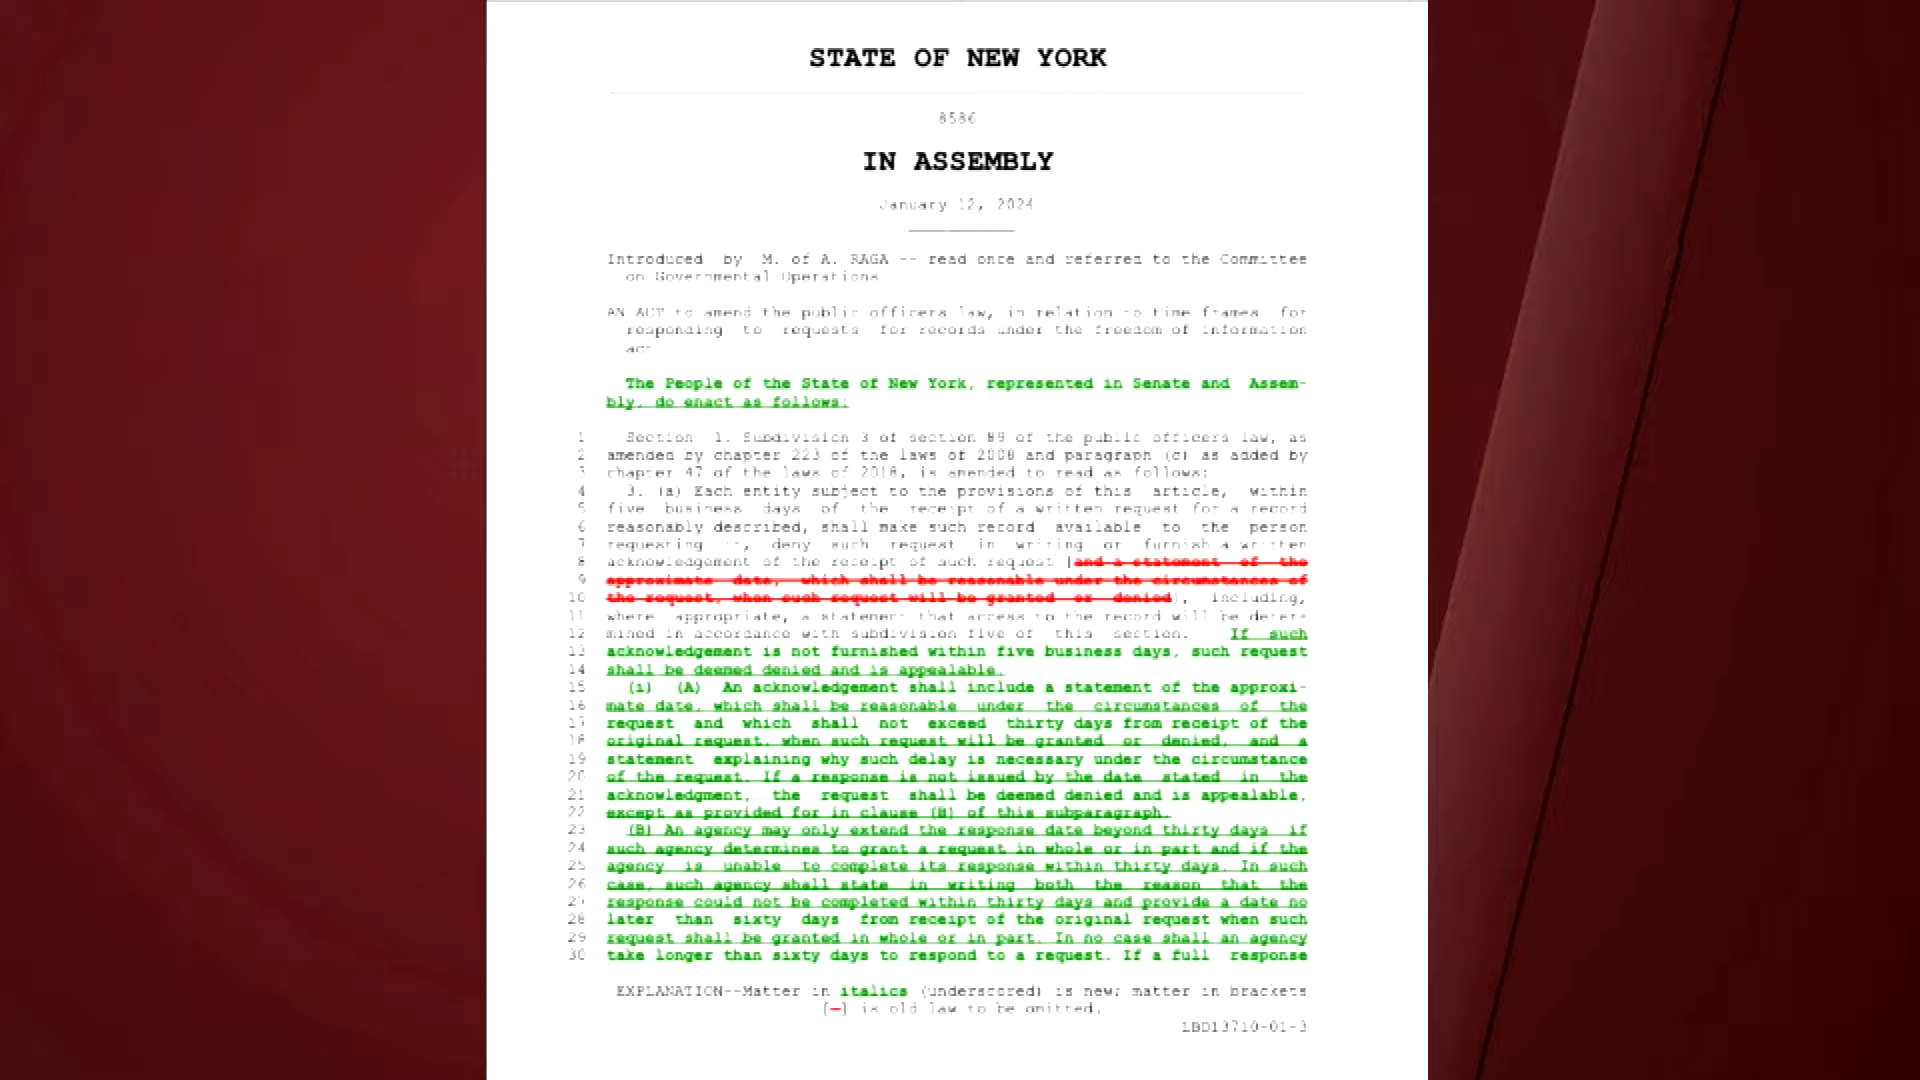 STATE OF NEW YORK
8586
IN ASSEMBLY
January 12, 2024
Introduced by M. of A. RAGA -- read once and referred to the Committee
on Governmental Operations
AN ACT to amend the public officers law, in relation to time frames for
responding to requests for records under the freedom of information
act
The People of the State of New York, represented in Senate and Assem-
bly, do enact as follows:
1 Section 1. Subdivision 3 of section 89 of the public officers law, as
2 amended by chapter 223 of the laws of 2008 and paragraph (c) as added by
3 chapter 47 of the laws of 2018, is amended to read as follows:
4 3. (a) Each entity subject to the provisions of this article, within
5 five business days of the receipt of a written request for a record
6 reasonably described, shall make such record available to the person
7 requesting it, deny such request in writing or furnish a written
8 acknowledgement of the receipt of such request [and a statement of the
9 approximate date, which shall be reasonable under the circumstances of
10 the request, when such request will be granted or denied], including,
11 where appropriate, a statement that access to the record will be deter-
12 mined in accordance with subdivision five of this section. If such
13 acknowledgement is not furnished within five business days, such request
14 shall be deemed denied and is appealable.
15 (i) (A) An acknowledgement shall include a statement of the approxi-
16 mate date, which shall be reasonable under the circumstances of the
17 request and which shall not exceed thirty days from receipt of the
18 original request, when such request will be granted or denied, and a
19 statement explaining why such delay is necessary under the circumstance
20 of the request. If a response is not issued by the date stated in the
21 acknowledgment, the request shall be deemed denied and is appealable,
22 except as provided for in clause (B) of this subparagraph.
23 (B) An agency may only extend the response date beyond thirty days if
24 such agency determines to grant a request in whole or in part and if the
25 agency is unable to complete its response within thirty days. In such
26 case, such agency shall state in writing both the reason that the
27 response could not be completed within thirty days and provide a date no
28 later than sixty days from receipt of the original request when such
29 request shall be granted in whole or in part. In no case shall an agency
30 take longer than sixty days to respond to a request. If a full response
EXPLANATION--Matter in italics (underscored) is new; matter in brackets
[-] is old law to be omitted.
LBD13710-01-3